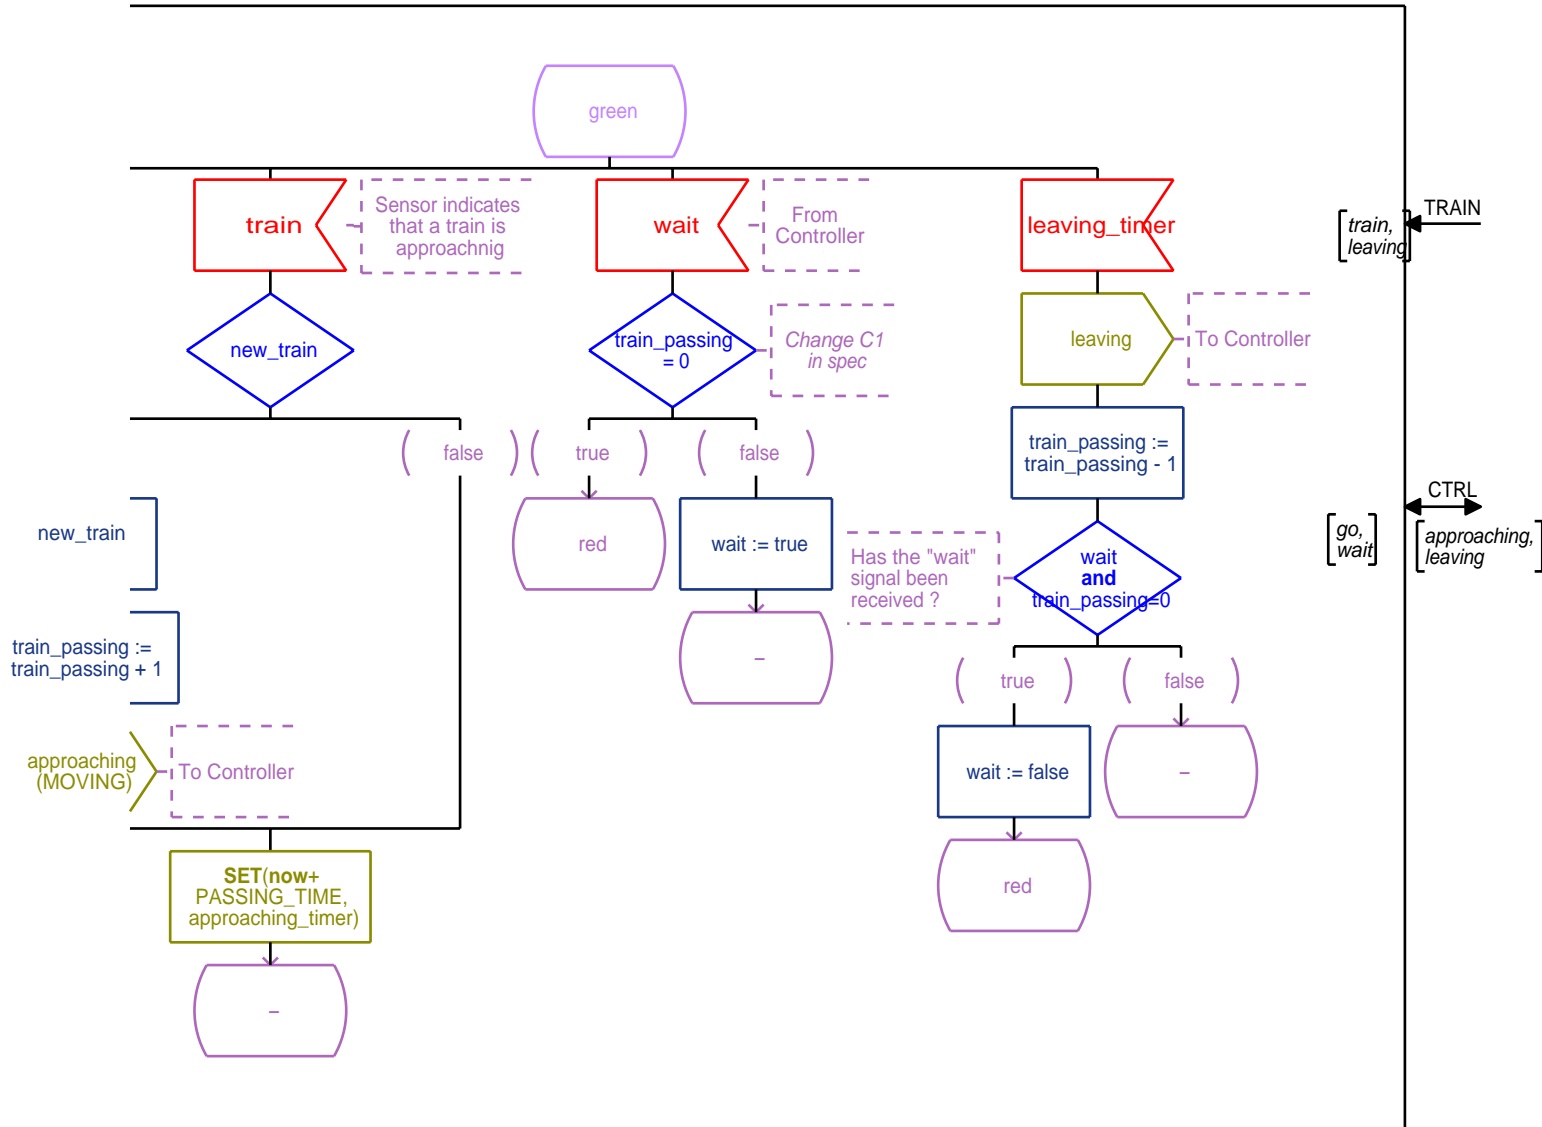 green
train
Sensor indicates
that a train is
approachnig
wait
From
Controller
leaving_timer
train,
leaving
TRAIN
new_train
train_passing
= 0
Change C1
in spec
leaving
To Controller
false
true
false
train_passing :=
train_passing - 1
new_train
red
wait := true
Has the "wait"
signal been
received ?
wait
and
train_passing=0
go,
wait
CTRL
approaching,
leaving
train_passing :=
train_passing + 1
–
true
false
approaching
(MOVING)
To Controller
wait := false
–
SET(now+
PASSING_TIME,
approaching_timer)
red
–